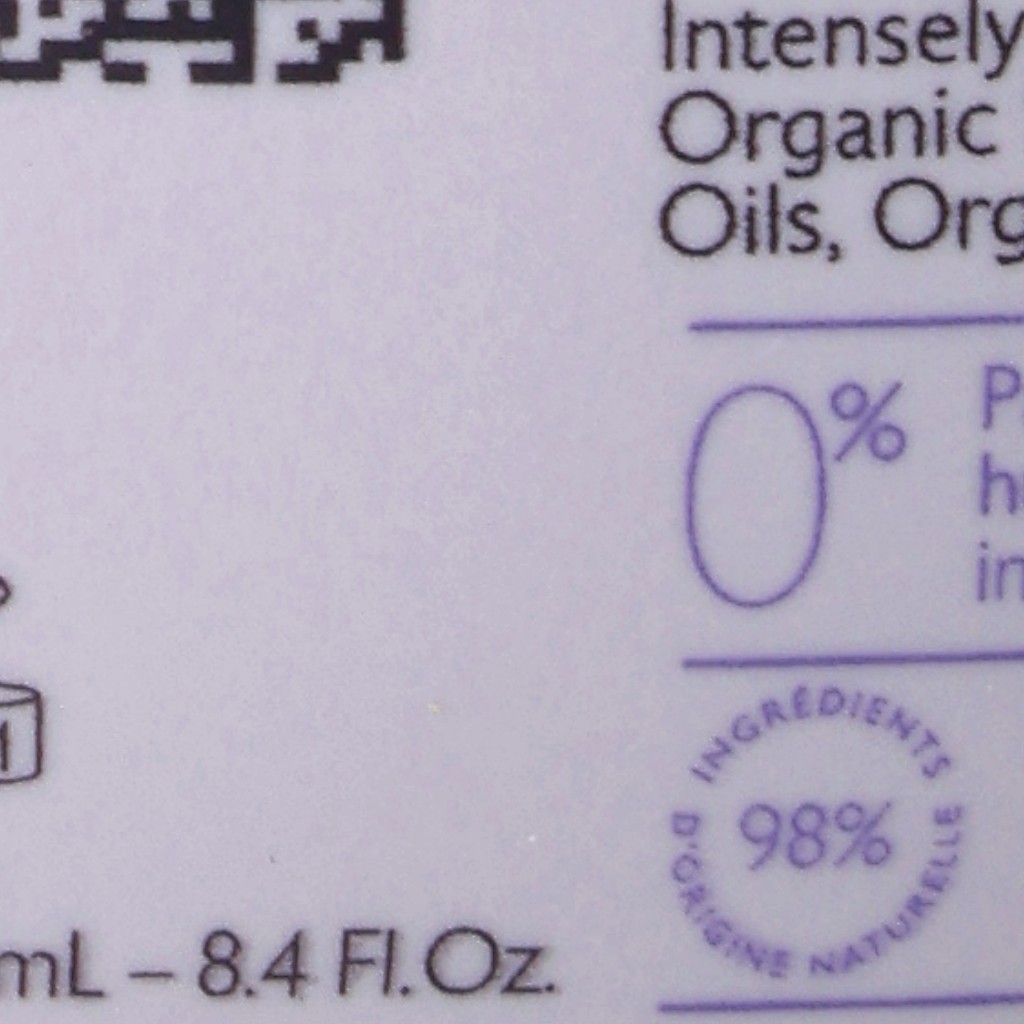 Intensely
Organic
Oils, Org
0%
INGRÉDIENTS
D'ORIGINE NATURELLE
98%
mL – 8.4 Fl.Oz.